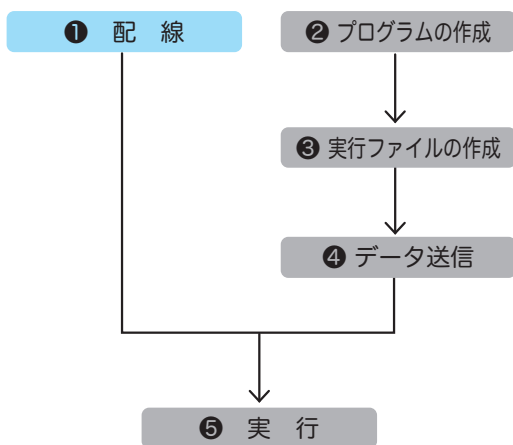 ❶ 配 線
❷ プログラムの作成
❸ 実行ファイルの作成
❹ データ送信
❺ 実 行